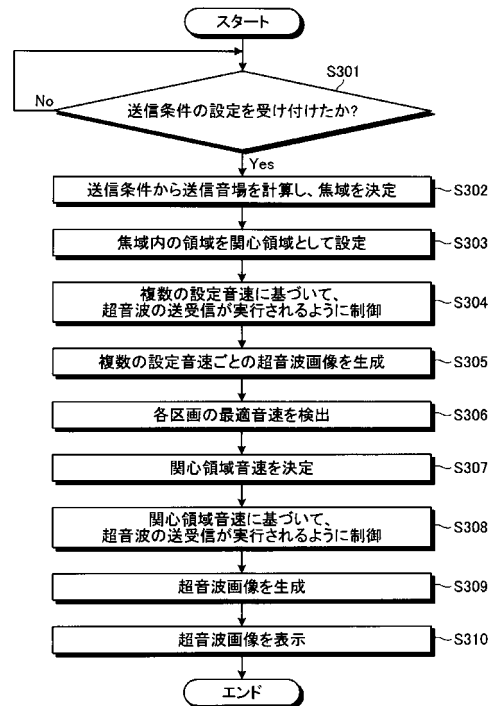 スタート
S301
送信条件の設定を受け付けたか?
No
Yes
送信条件から送信音場を計算し、焦域を決定
S302
焦域内の領域を関心領域として設定
S303
複数の設定音速に基づいて、
超音波の送受信が実行されるように制御
S304
複数の設定音速ごとの超音波画像を生成
S305
各区画の最適音速を検出
S306
関心領域音速を決定
S307
関心領域音速に基づいて、
超音波の送受信が実行されるように制御
S308
超音波画像を生成
S309
超音波画像を表示
S310
エンド